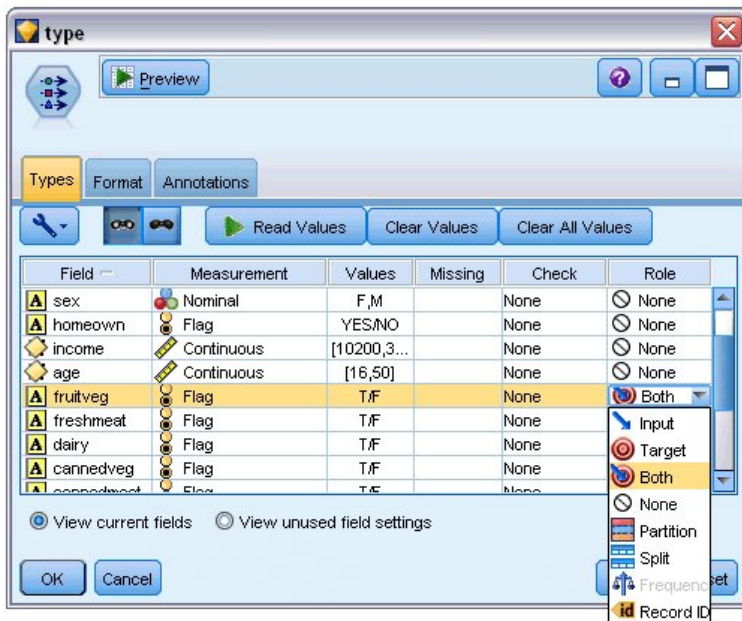 type
Preview
Types Format Annotations
Read Values Clear Values Clear All Values
Field Measurement Values Missing Check Role
A sex Nominal F,M None None
A homeown Flag YES/NO None None
income Continuous [10200,3... None None
age Continuous [16,50] None None
A fruitveg Flag T/F None Both
A freshmeat Flag T/F None
A dairy Flag T/F None
A cannedveg Flag T/F None
Input
Target
Both
None
Partition
Split
Frequenc
id Record ID
View current fields View unused field settings
OK Cancel